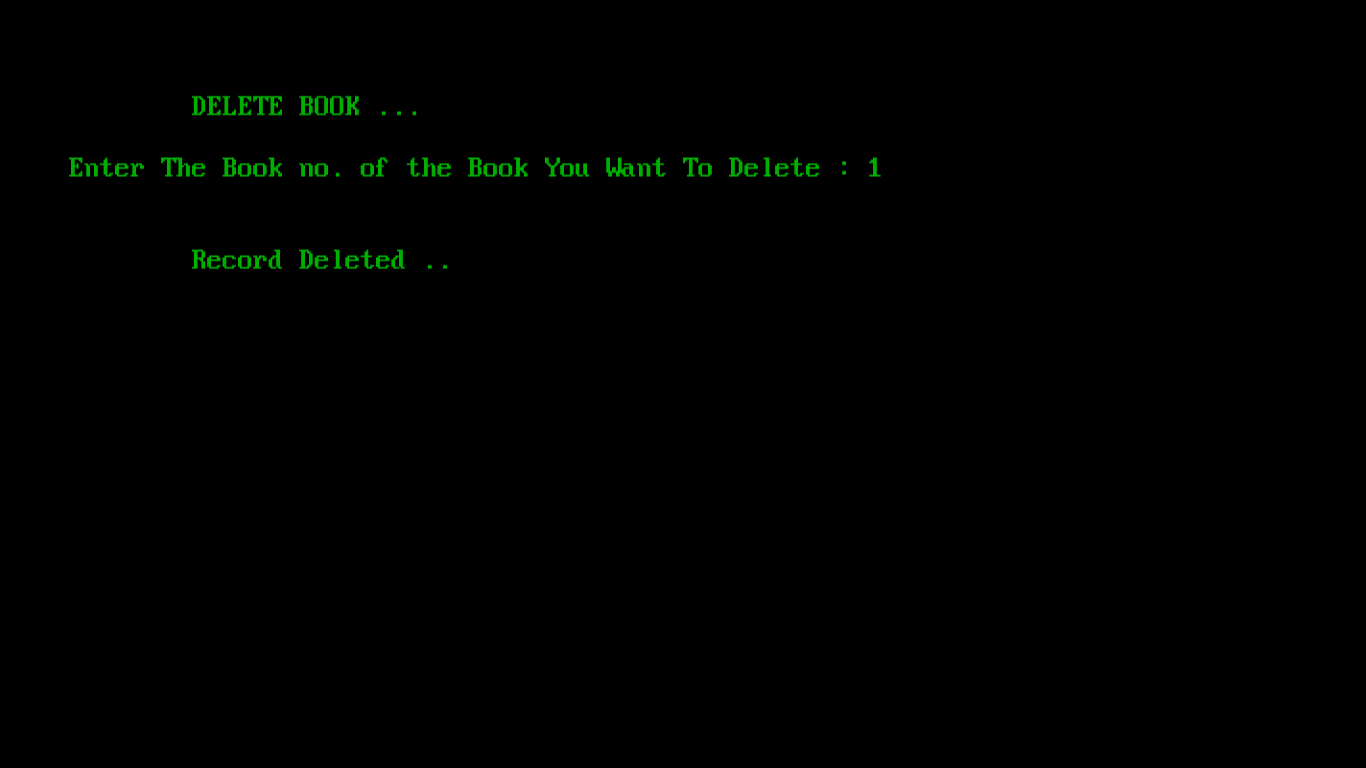 DELETE BOOK ...
Enter The Book no. of the Book You Want To Delete : 1
Record Deleted ..